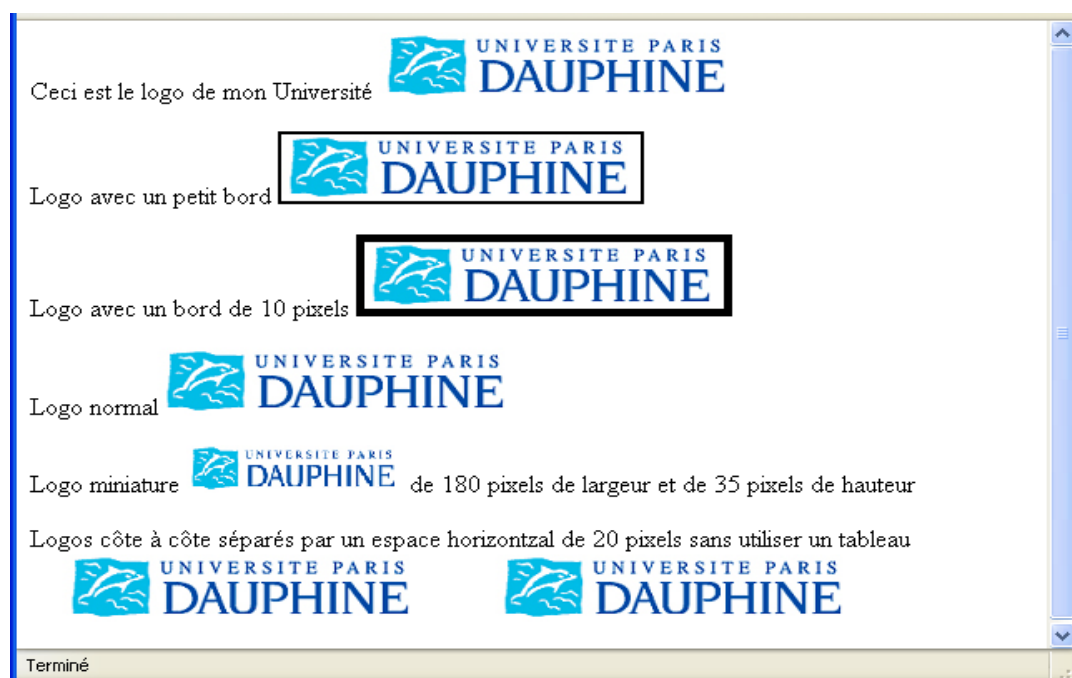 Ceci est le logo de mon Université UNIVERSITE PARIS DAUPHINE
Logo avec un petit bord UNIVERSITE PARIS DAUPHINE
Logo avec un bord de 10 pixels UNIVERSITE PARIS DAUPHINE
Logo normal UNIVERSITE PARIS DAUPHINE
Logo miniature UNIVERSITE PARIS DAUPHINE de 180 pixels de largeur et de 35 pixels de hauteur
Logos côte à côte séparés par un espace horizontzal de 20 pixels sans utiliser un tableau
UNIVERSITE PARIS DAUPHINE UNIVERSITE PARIS DAUPHINE
Terminé